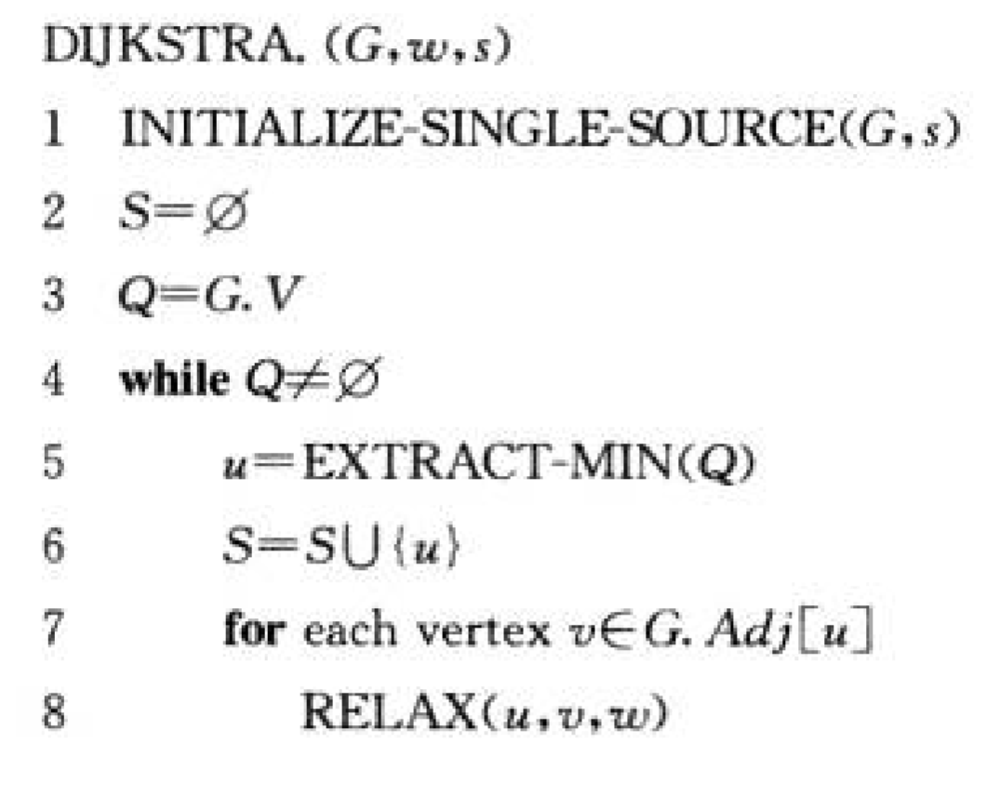 DIJKSTRA. (G,w,s)
1 INITIALIZE-SINGLE-SOURCE(G,s)
2 S=∅
3 Q=G.V
4 while Q≠∅
5 u=EXTRACT-MIN(Q)
6 S=S∪{u}
7 for each vertex v∈G.Adj[u]
8 RELAX(u,v,w)